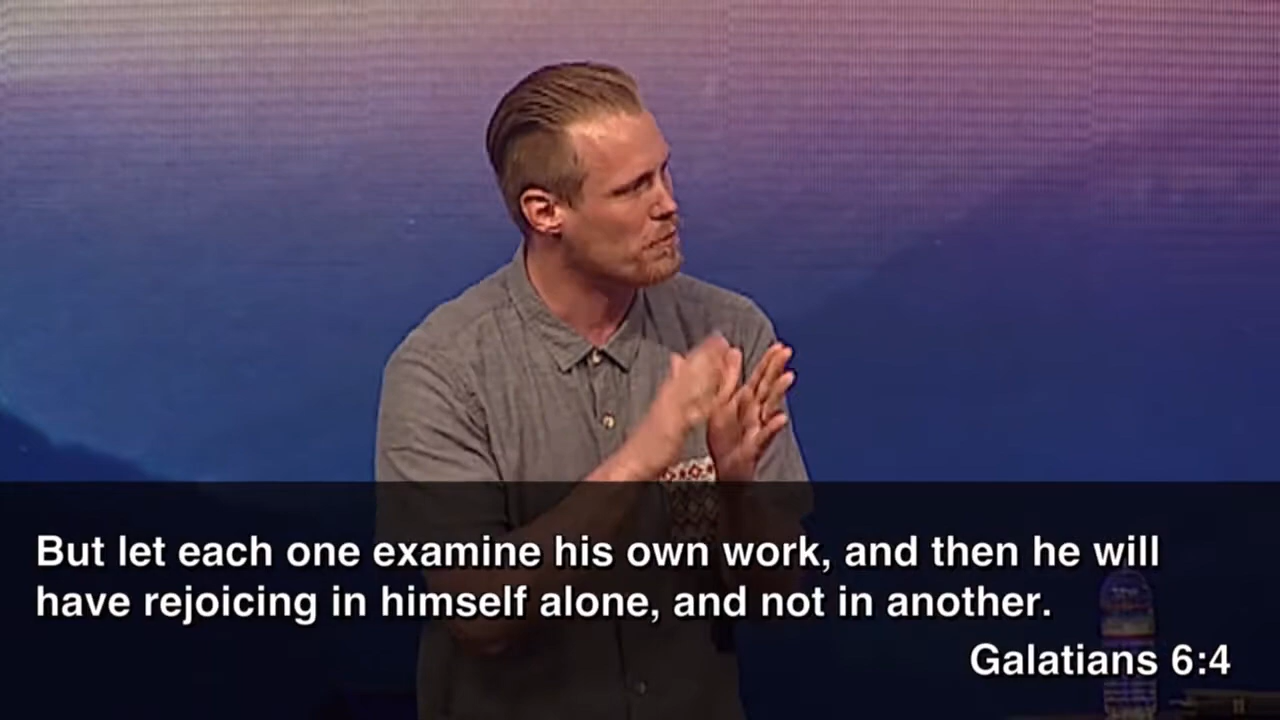 But let each one examine his own work, and then he will
have rejoicing in himself alone, and not in another.
Galatians 6:4